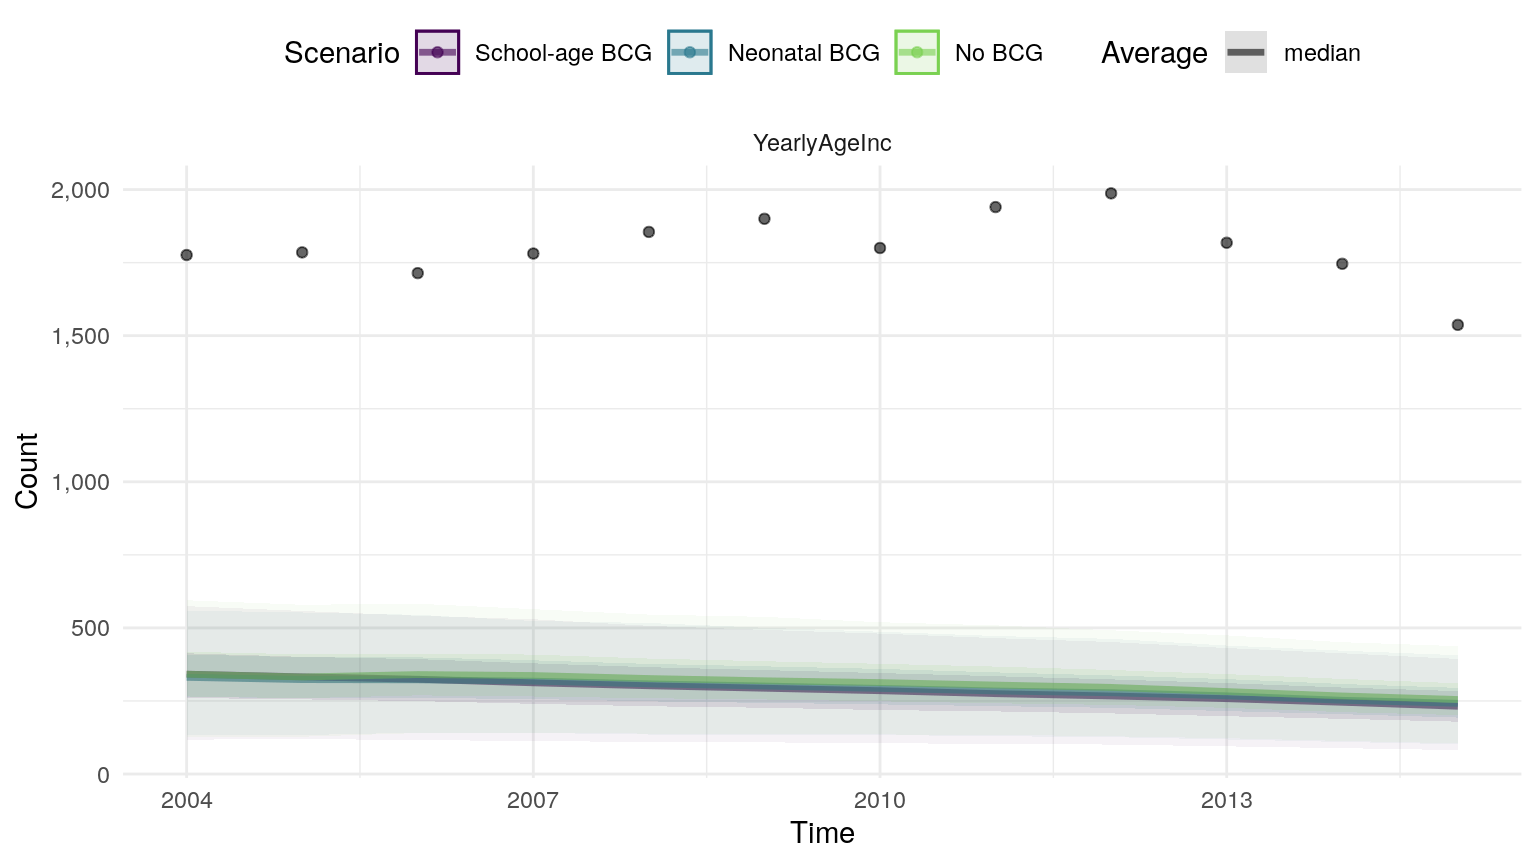 Scenario School-age BCG Neonatal BCG No BCG Average median
YearlyAgeInc
2,000
1,500
1,000
500
0
Count
2004 2007 2010 2013
Time